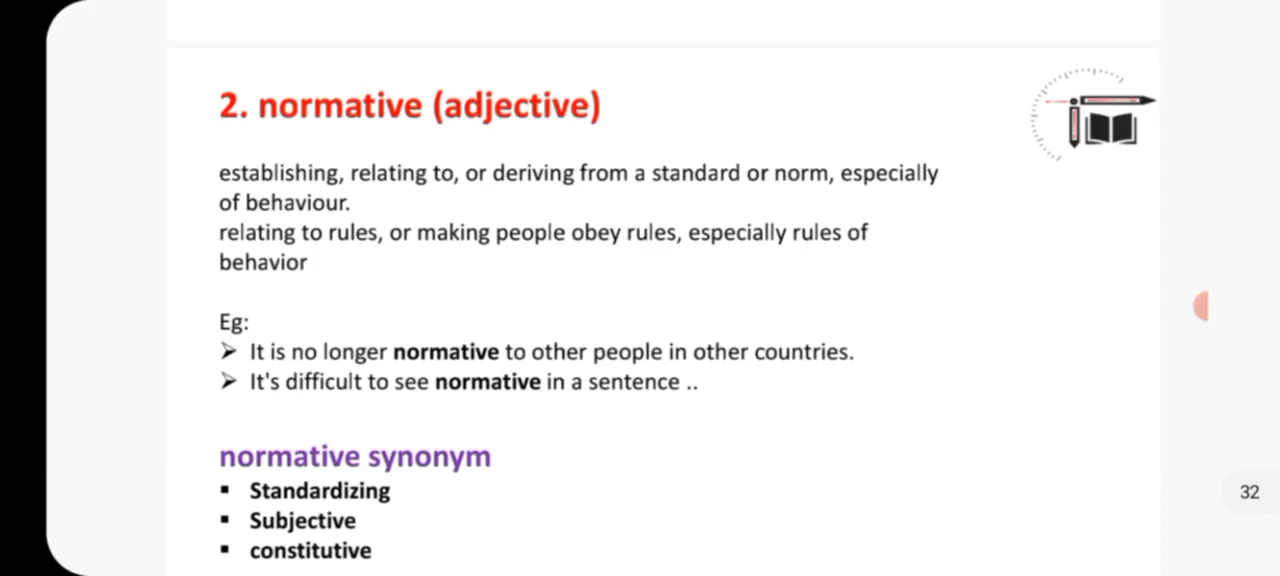 2. normative (adjective)
establishing, relating to, or deriving from a standard or norm, especially
of behaviour.
relating to rules, or making people obey rules, especially rules of
behavior
Eg:
➢ It is no longer normative to other people in other countries.
➢ It's difficult to see normative in a sentence ..
normative synonym
▪ Standardizing
▪ Subjective
▪ constitutive
32